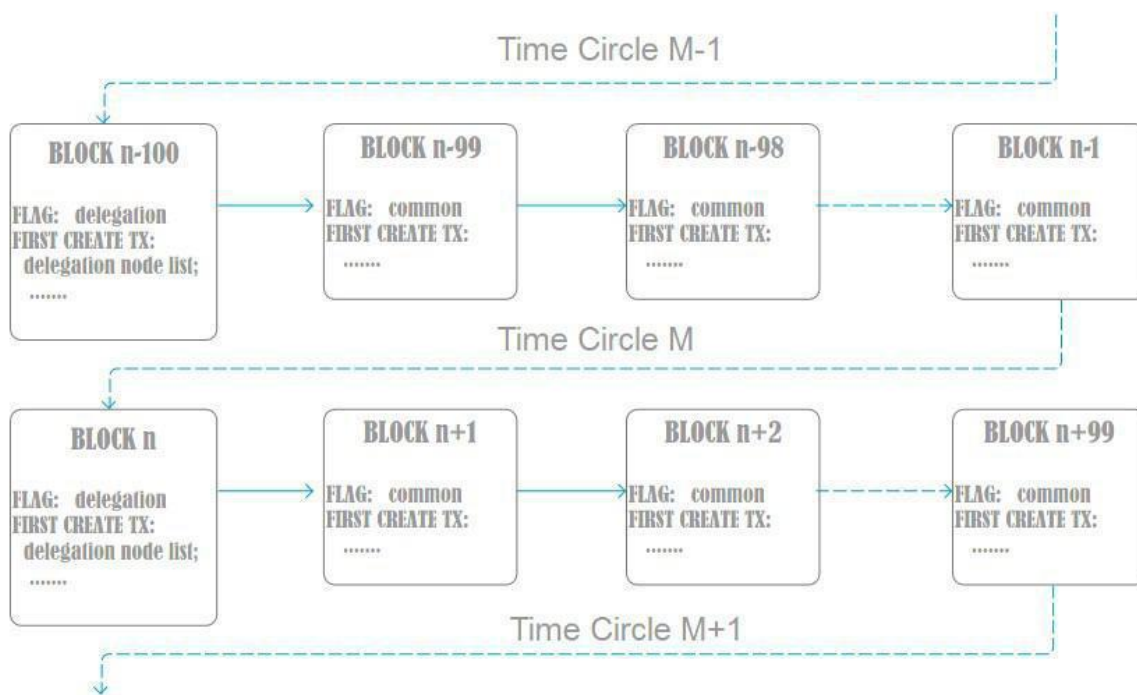 Time Circle M-1
BLOCK n-100
FLAG: delegation
FIRST CREATE TX:
delegation node list;
.......
BLOCK n-99
FLAG: common
FIRST CREATE TX:
.......
BLOCK n-98
FLAG: common
FIRST CREATE TX:
.......
BLOCK n-1
FLAG: common
FIRST CREATE TX:
.......
Time Circle M
BLOCK n
FLAG: delegation
FIRST CREATE TX:
delegation node list;
.......
BLOCK n+1
FLAG: common
FIRST CREATE TX:
.......
BLOCK n+2
FLAG: common
FIRST CREATE TX:
.......
BLOCK n+99
FLAG: common
FIRST CREATE TX:
.......
Time Circle M+1